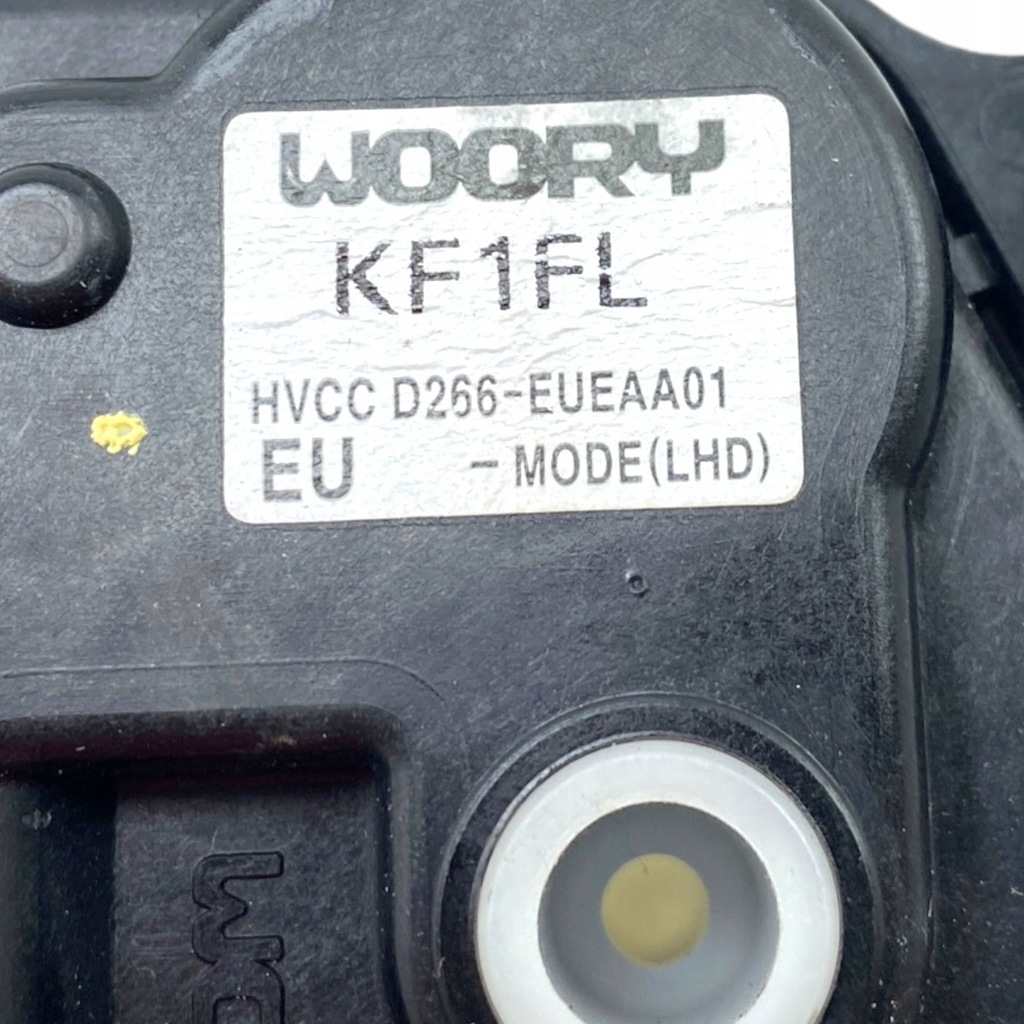 WOORY
KF1FL
HVCC D266-EUEAA01
EU - MODE(LHD)